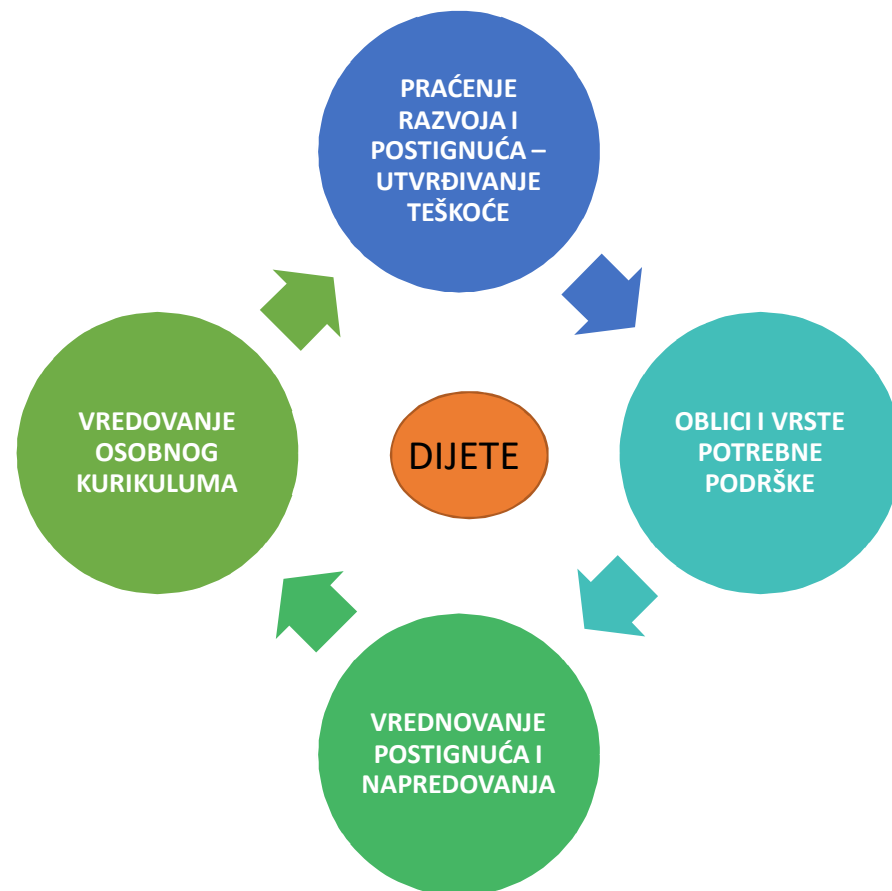 PRAĆENJE
RAZVOJA I
POSTIGNUĆA –
UTVRĐIVANJE
TEŠKOĆE
OBLICI I VRSTE
POTREBNE
PODRŠKE
VREDNOVANJE
POSTIGNUĆA I
NAPREDOVANJA
VREDOVANJE
OSOBNOG
KURIKULUMA
DIJETE